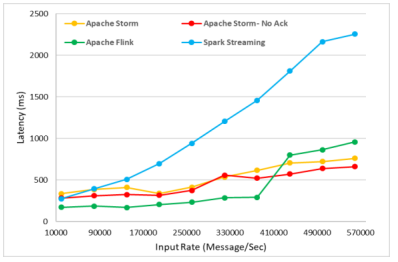 2500
2000
1500
1000
500
0
Latency (ms)
Apache Storm
Apache Storm- No Ack
Apache Flink
Spark Streaming
10000 90000 170000 250000 330000 410000 490000 570000
Input Rate (Message/Sec)